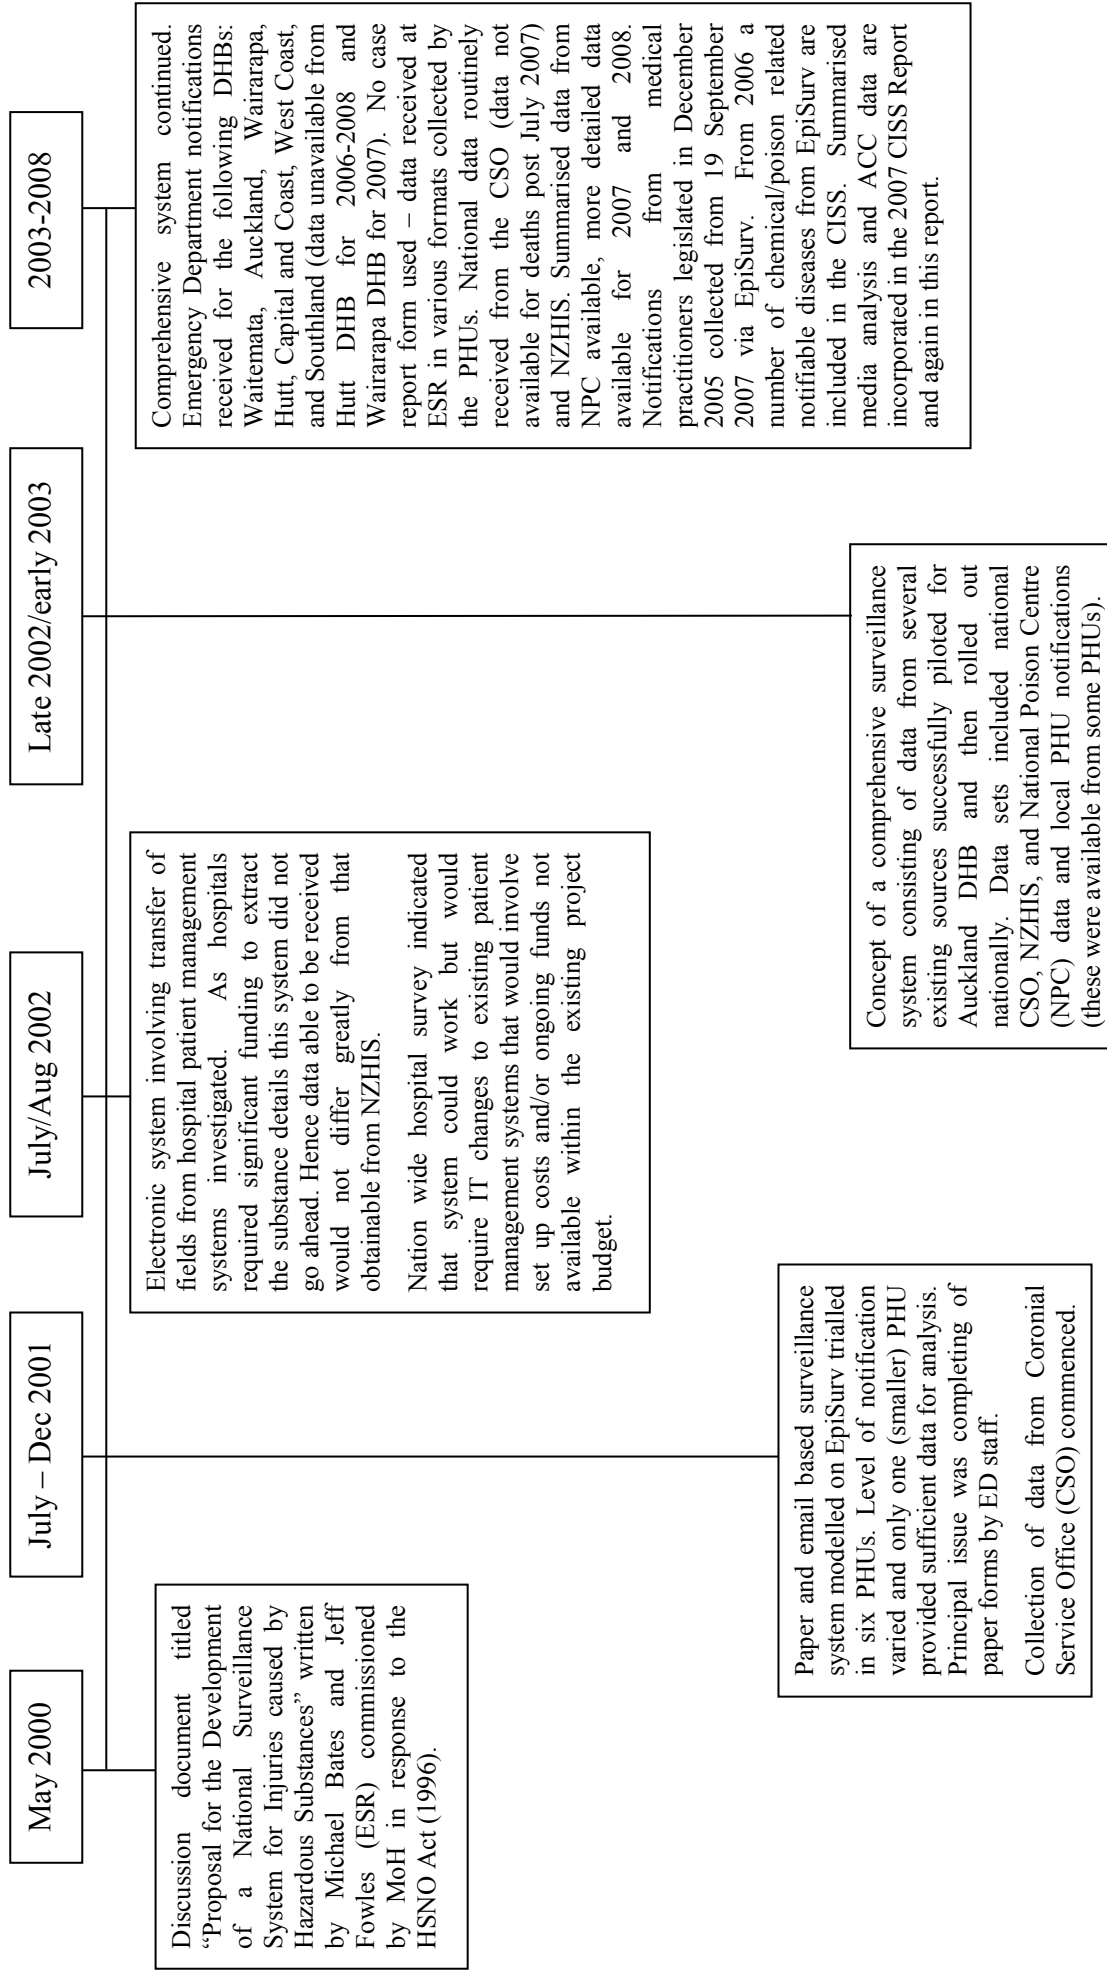 May 2000
Discussion document titled
“Proposal for the Development
of a National Surveillance
System for Injuries caused by
Hazardous Substances” written
by Michael Bates and Jeff
Fowles (ESR) commissioned
by MoH in response to the
HSNO Act (1996).
July – Dec 2001
Paper and email based surveillance
system modelled on EpiSurv trialled
in six PHUs. Level of notification
varied and only one (smaller) PHU
provided sufficient data for analysis.
Principal issue was completing of
paper forms by ED staff.
Collection of data from Coronial
Service Office (CSO) commenced.
July/Aug 2002
Electronic system involving transfer of
fields from hospital patient management
systems investigated. As hospitals
required significant funding to extract
the substance details this system did not
go ahead. Hence data able to be received
would not differ greatly from that
obtainable from NZHIS.
Nation wide hospital survey indicated
that system could work but would
require IT changes to existing patient
management systems that would involve
set up costs and/or ongoing funds not
available within the existing project
budget.
Late 2002/early 2003
Concept of a comprehensive surveillance
system consisting of data from several
existing sources successfully piloted for
Auckland DHB and then rolled out
nationally. Data sets included national
CSO, NZHIS, and National Poison Centre
(NPC) data and local PHU notifications
(these were available from some PHUs).
2003-2008
Comprehensive system continued.
Emergency Department notifications
received for the following DHBs:
Waitemata, Auckland, Wairarapa,
Hutt, Capital and Coast, West Coast,
and Southland (data unavailable from
Hutt DHB for 2006-2008 and
Wairarapa DHB for 2007). No case
report form used – data received at
ESR in various formats collected by
the PHUs. National data routinely
received from the CSO (data not
available for deaths post July 2007)
and NZHIS. Summarised data from
NPC available, more detailed data
available for 2007 and 2008.
Notifications from medical
practitioners legislated in December
2005 collected from 19 September
2007 via EpiSurv. From 2006 a
number of chemical/poison related
notifiable diseases from EpiSurv are
included in the CISS. Summarised
media analysis and ACC data are
incorporated in the 2007 CISS Report
and again in this report.